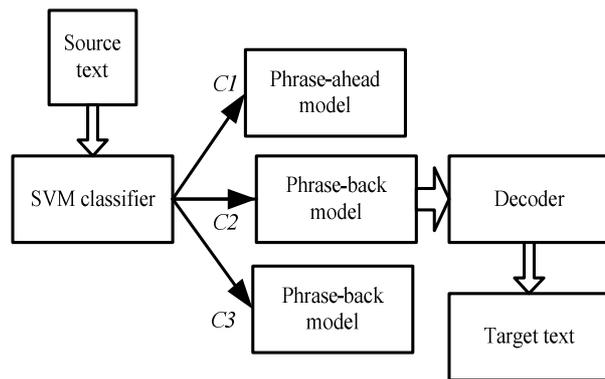 Source
text
SVM classifier
C1
Phrase-ahead
model
C2
Phrase-back
model
C3
Phrase-back
model
Decoder
Target text